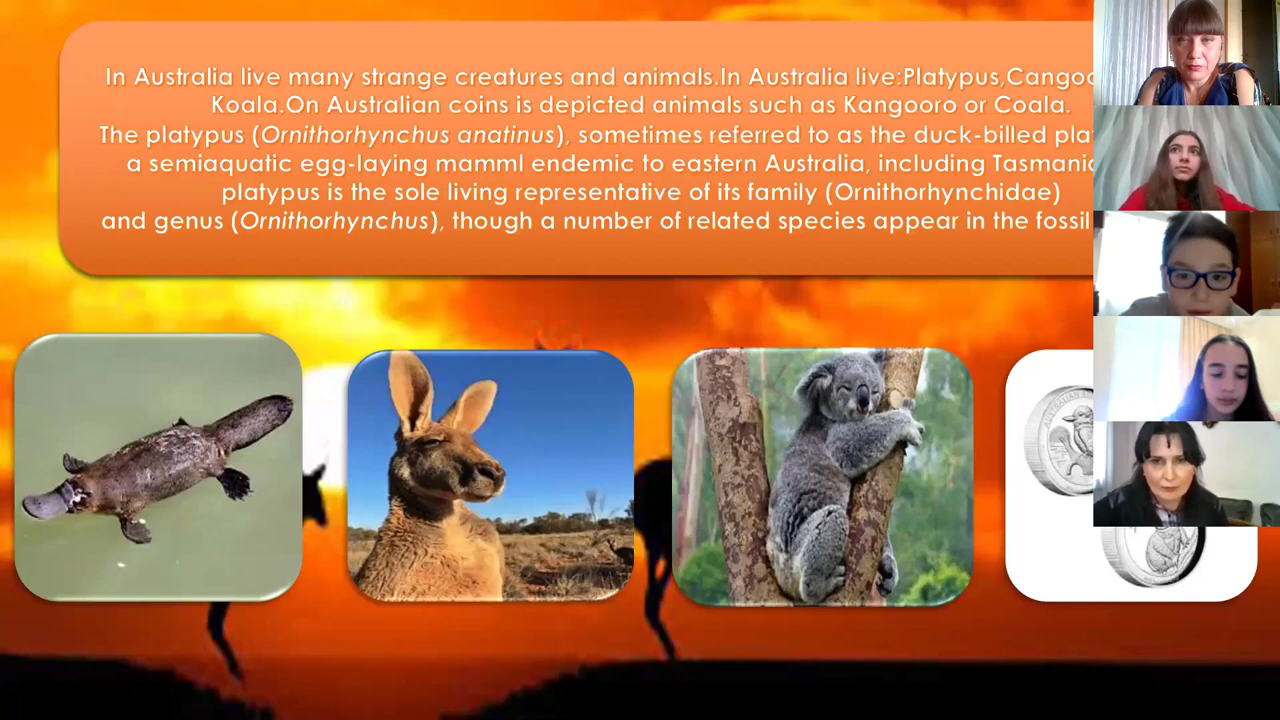 In Australia live many strange creatures and animals.In Australia live:Platypus,
Koala.On Australian coins is depicted animals such as Kangooro or Coala.
The platypus (Ornithorhynchus anatinus), sometimes referred to as the duck-billed
a semiaquatic egg-laying mamml endemic to eastern Australia, including
platypus is the sole living representative of its family (Ornithorhynchidae)
and genus (Ornithorhynchus), though a number of related species appear in the fossil